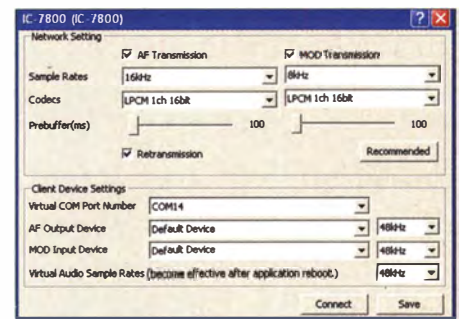 IC-7800 (IC-7800)
Network Setting
AF Transmission MOD Transmission
Sample Rates 16kHz 8kHz
Codecs LPCM 1ch 16bit LPCM 1ch 16bit
Prebuffer(ms) 100 100
Retransmission Recommended
Client Device Settings
Virtual COM Port Number COM14
AF Output Device Default Device 48kHz
MOD Input Device Default Device 48kHz
Virtual Audio Sample Rates (become effective after application reboot.) 48kHz
Connect Save